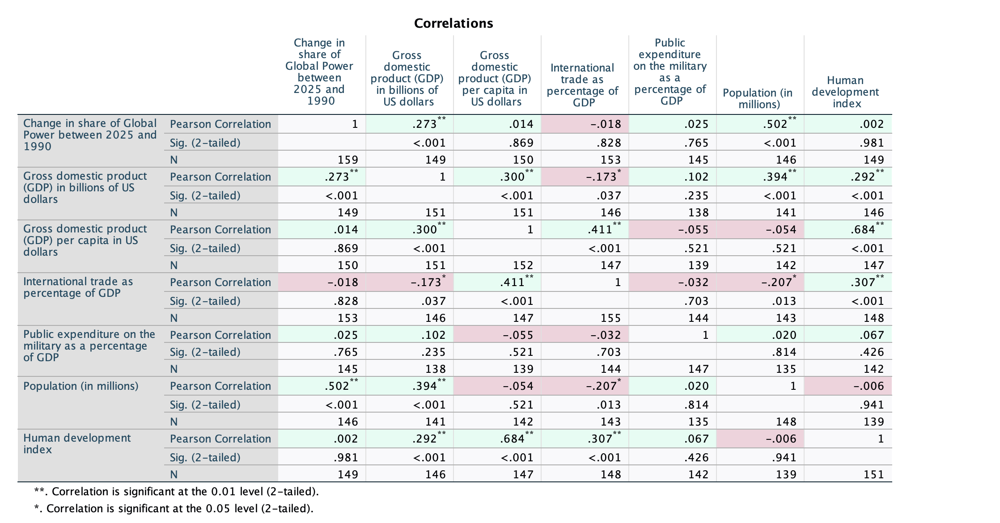 Correlations
Change in share of Global Power between 2025 and 1990 Gross domestic product (GDP) in billions of US dollars Gross domestic product (GDP) per capita in US dollars International trade as percentage of GDP Public expenditure on the military as a percentage of GDP Population (in millions) Human development index
Change in share of Global Power between 2025 and 1990
Pearson Correlation 1 .273** .014 –.018 .025 .502** .002
Sig. (2–tailed) <.001 .869 .828 .765 <.001 .981
N 159 149 150 153 145 146 149
Gross domestic product (GDP) in billions of US dollars
Pearson Correlation .273** 1 .300** –.173* .102 .394** .292**
Sig. (2–tailed) <.001 <.001 .037 .235 <.001 <.001
N 149 151 151 146 138 141 146
Gross domestic product (GDP) per capita in US dollars
Pearson Correlation .014 .300** 1 .411** –.055 –.054 .684**
Sig. (2–tailed) .869 <.001 <.001 .521 .521 <.001
N 150 151 152 147 139 142 147
International trade as percentage of GDP
Pearson Correlation –.018 –.173* .411** 1 –.032 –.207* .307**
Sig. (2–tailed) .828 .037 <.001 .703 .013 <.001
N 153 146 147 155 144 143 148
Public expenditure on the military as a percentage of GDP
Pearson Correlation .025 .102 –.055 –.032 1 .020 .067
Sig. (2–tailed) .765 .235 .521 .703 .814 .426
N 145 138 139 144 147 135 142
Population (in millions)
Pearson Correlation .502** .394** –.054 –.207* .020 1 –.006
Sig. (2–tailed) <.001 <.001 .521 .013 .814 .941
N 146 141 142 143 135 148 139
Human development index
Pearson Correlation .002 .292** .684** .307** .067 –.006 1
Sig. (2–tailed) .981 <.001 <.001 <.001 .426 .941
N 149 146 147 148 142 139 151
**. Correlation is significant at the 0.01 level (2–tailed).
*. Correlation is significant at the 0.05 level (2–tailed).